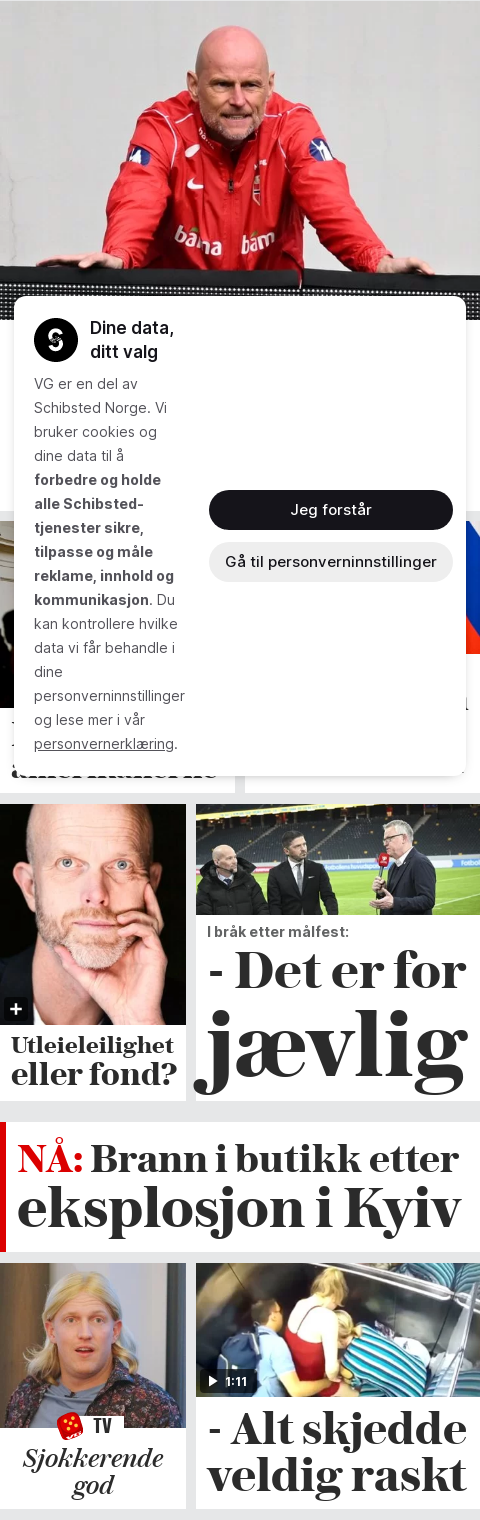 bama bama
Dine data,
ditt valg
VG er en del av
Schibsted Norge. Vi
bruker cookies og
dine data til å
forbedre og holde
alle Schibsted-
tjenester sikre,
tilpasse og måle
reklame, innhold og
kommunikasjon. Du
kan kontrollere hvilke
data vi får behandle i
dine
personverninnstillinger
og lese mer i vår
personvernerklæring.
Jeg forstår
Gå til personverninnstillinger
Utleieleilighet
eller fond?
I bråk etter målfest:
- Det er for
jævlig
NÅ: Brann i butikk etter
eksplosjon i Kyiv
TV
Sjokkerende
god
1:11
- Alt skjedde
veldig raskt